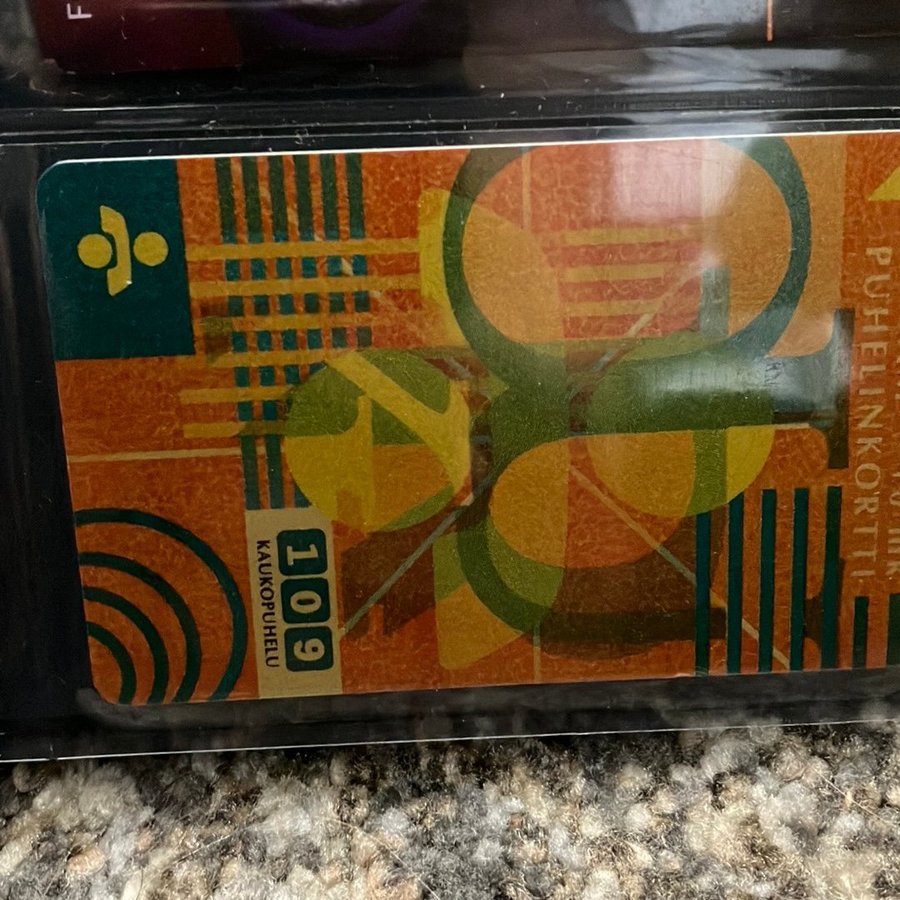 F
PUHELINKORTTI
109
KAUKOPUHELU